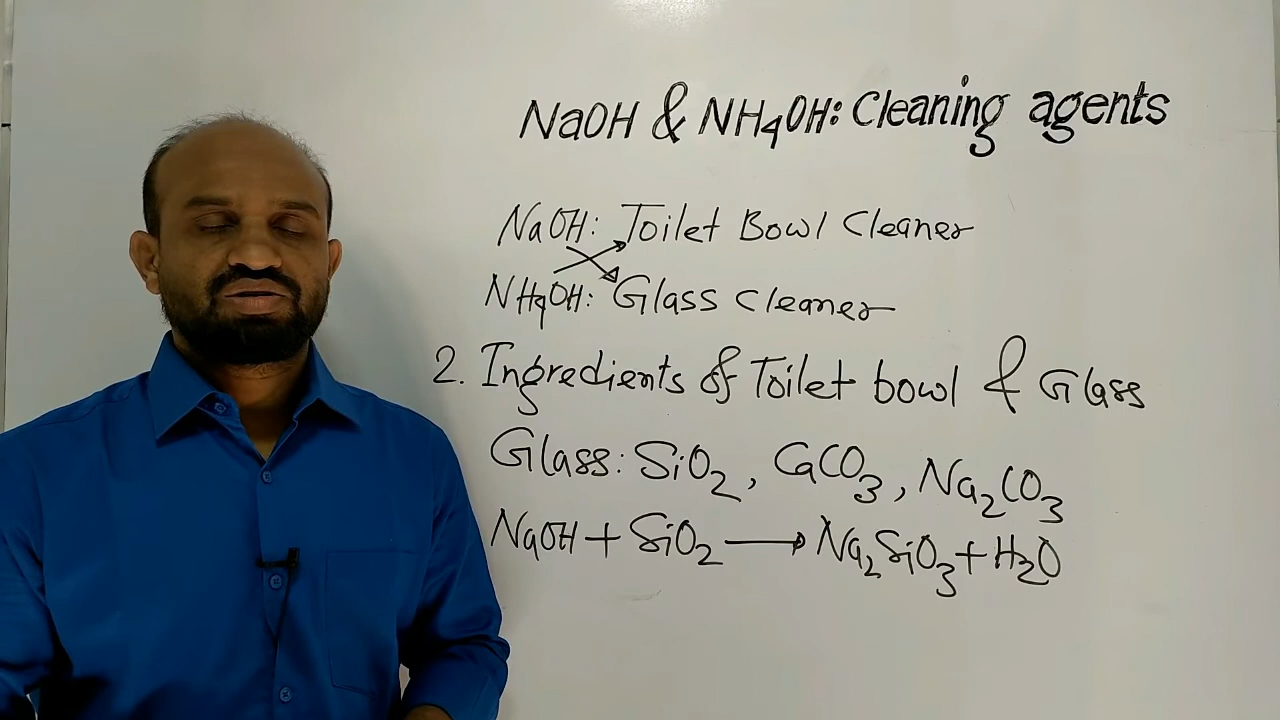 NaOH & NH4OH: Cleaning agents
NaOH: Toilet Bowl Cleaner
NH4OH: Glass Cleaner
2. Ingredients of Toilet bowl & Glass
Glass: SiO2, CaCO3, Na2CO3
NaOH + SiO2 → Na2SiO3 + H2O